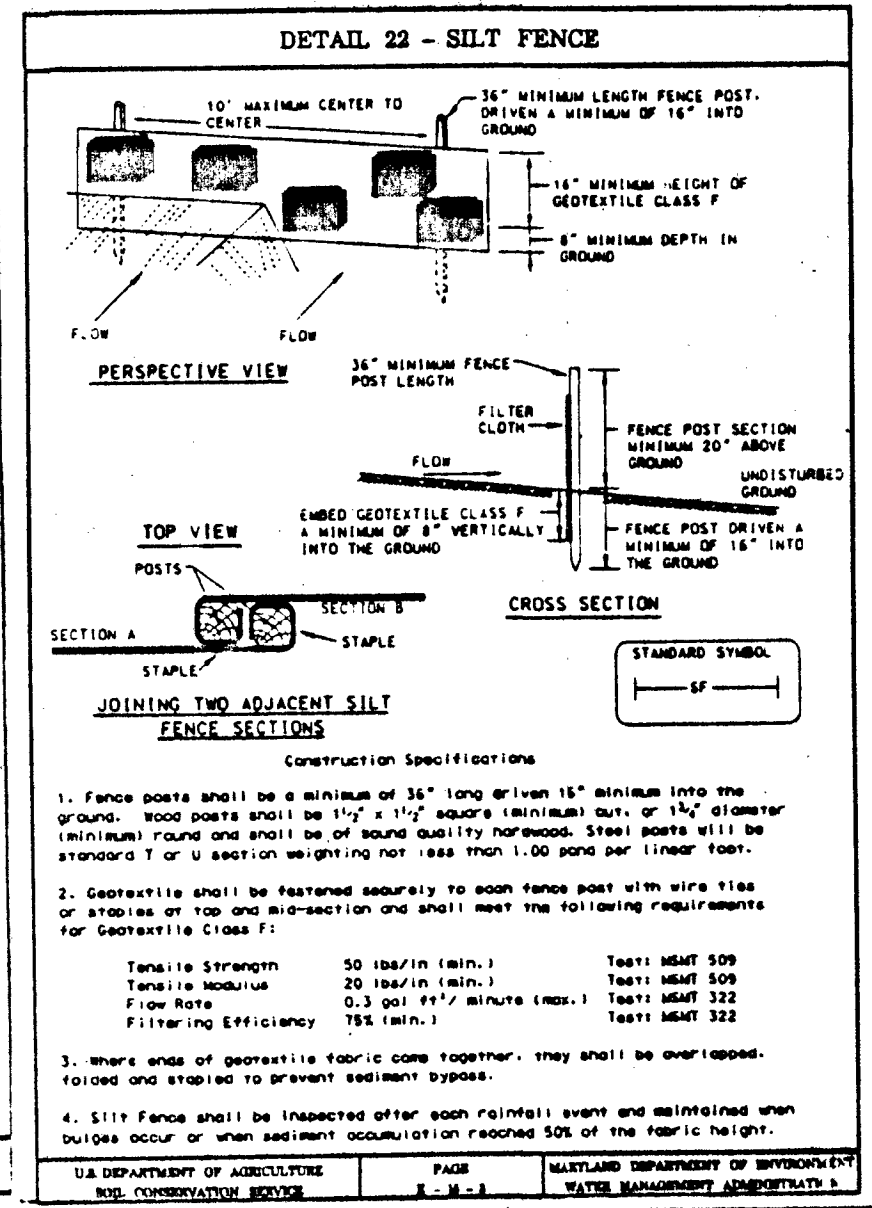 DETAIL 22 - SILT FENCE
10' MAXIMUM CENTER TO
CENTER
36" MINIMUM LENGTH FENCE POST,
DRIVEN A MINIMUM OF 16" INTO
GROUND
16" MINIMUM HEIGHT OF
GEOTEXTILE CLASS F
8" MINIMUM DEPTH IN
GROUND
FLOW
FLOW
PERSPECTIVE VIEW
36" MINIMUM FENCE
POST LENGTH
FILTER
CLOTH
FENCE POST SECTION
MINIMUM 20" ABOVE
GROUND
FLOW
UNDISTURBED
GROUND
EMBED GEOTEXTILE CLASS F
A MINIMUM OF 8" VERTICALLY
INTO THE GROUND
FENCE POST DRIVEN A
MINIMUM OF 16" INTO
THE GROUND
CROSS SECTION
TOP VIEW
POSTS
SECTION B
SECTION A
STAPLE
STAPLE
JOINING TWO ADJACENT SILT
FENCE SECTIONS
STANDARD SYMBOL
SF
Construction Specifications
1. Fence posts shall be a minimum of 36" long driven 16" minimum into the
ground. Wood posts shall be 1 1/2" x 1 1/2" square (minimum) cut, or 1 3/4" diameter
(minimum) round and shall be of sound quality hardwood. Steel posts will be
standard T or U section weighting not less than 1.00 pond per linear foot.
2. Geotextile shall be fastened securely to each fence post with wire ties
or staples at top and mid-section and shall meet the following requirements
for Geotextile Class F:
Tensile Strength 50 lbs/in (min.) Test: MSMT 509
Tensile Modulus 20 lbs/in (min.) Test: MSMT 509
Flow Rate 0.3 gal ft²/ minute (max.) Test: MSMT 322
Filtering Efficiency 75% (min.) Test: MSMT 322
3. Where ends of geotextile fabric come together, they shall be overlapped,
folded and stapled to prevent sediment bypass.
4. Silt Fence shall be inspected after each rainfall event and maintained when
bulges occur or when sediment accumulation reached 50% of the fabric height.
U.S. DEPARTMENT OF AGRICULTURE
SOIL CONSERVATION SERVICE
PAGE
MARYLAND DEPARTMENT OF ENVIRONMENT
WATER MANAGEMENT